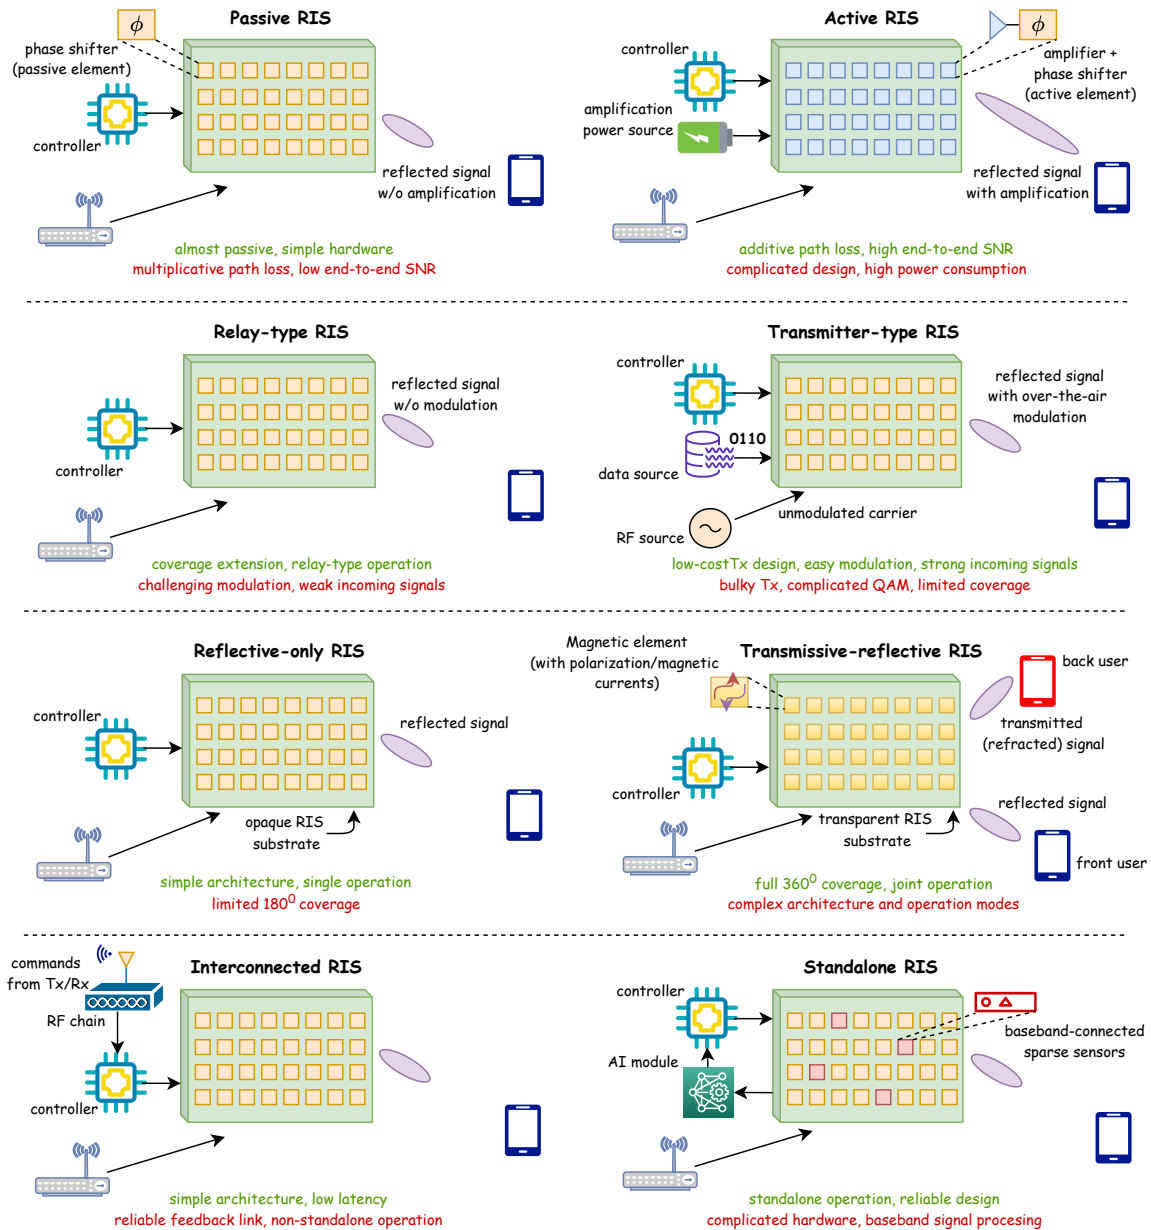 Passive RIS
ϕ
phase shifter
(passive element)
controller
reflected signal
w/o amplification
almost passive, simple hardware
multiplicative path loss, low end-to-end SNR
Active RIS
ϕ
controller
amplification
power source
amplifier +
phase shifter
(active element)
reflected signal
with amplification
additive path loss, high end-to-end SNR
complicated design, high power consumption
Relay-type RIS
controller
reflected signal
w/o modulation
coverage extension, relay-type operation
challenging modulation, weak incoming signals
Transmitter-type RIS
controller
0110
data source
RF source
unmodulated carrier
reflected signal
with over-the-air
modulation
low-costTx design, easy modulation, strong incoming signals
bulky Tx, complicated QAM, limited coverage
Reflective-only RIS
controller
reflected signal
opaque RIS
substrate
simple architecture, single operation
limited 180⁰ coverage
Magnetic element
(with polarization/magnetic
currents)
Transmissive-reflective RIS
back user
transmitted
(refracted) signal
controller
reflected signal
transparent RIS
substrate
front user
full 360⁰ coverage, joint operation
complex architecture and operation modes
Interconnected RIS
commands
from Tx/Rx
RF chain
controller
simple architecture, low latency
reliable feedback link, non-standalone operation
Standalone RIS
controller
AI module
baseband-connected
sparse sensors
standalone operation, reliable design
complicated hardware, baseband signal procesing